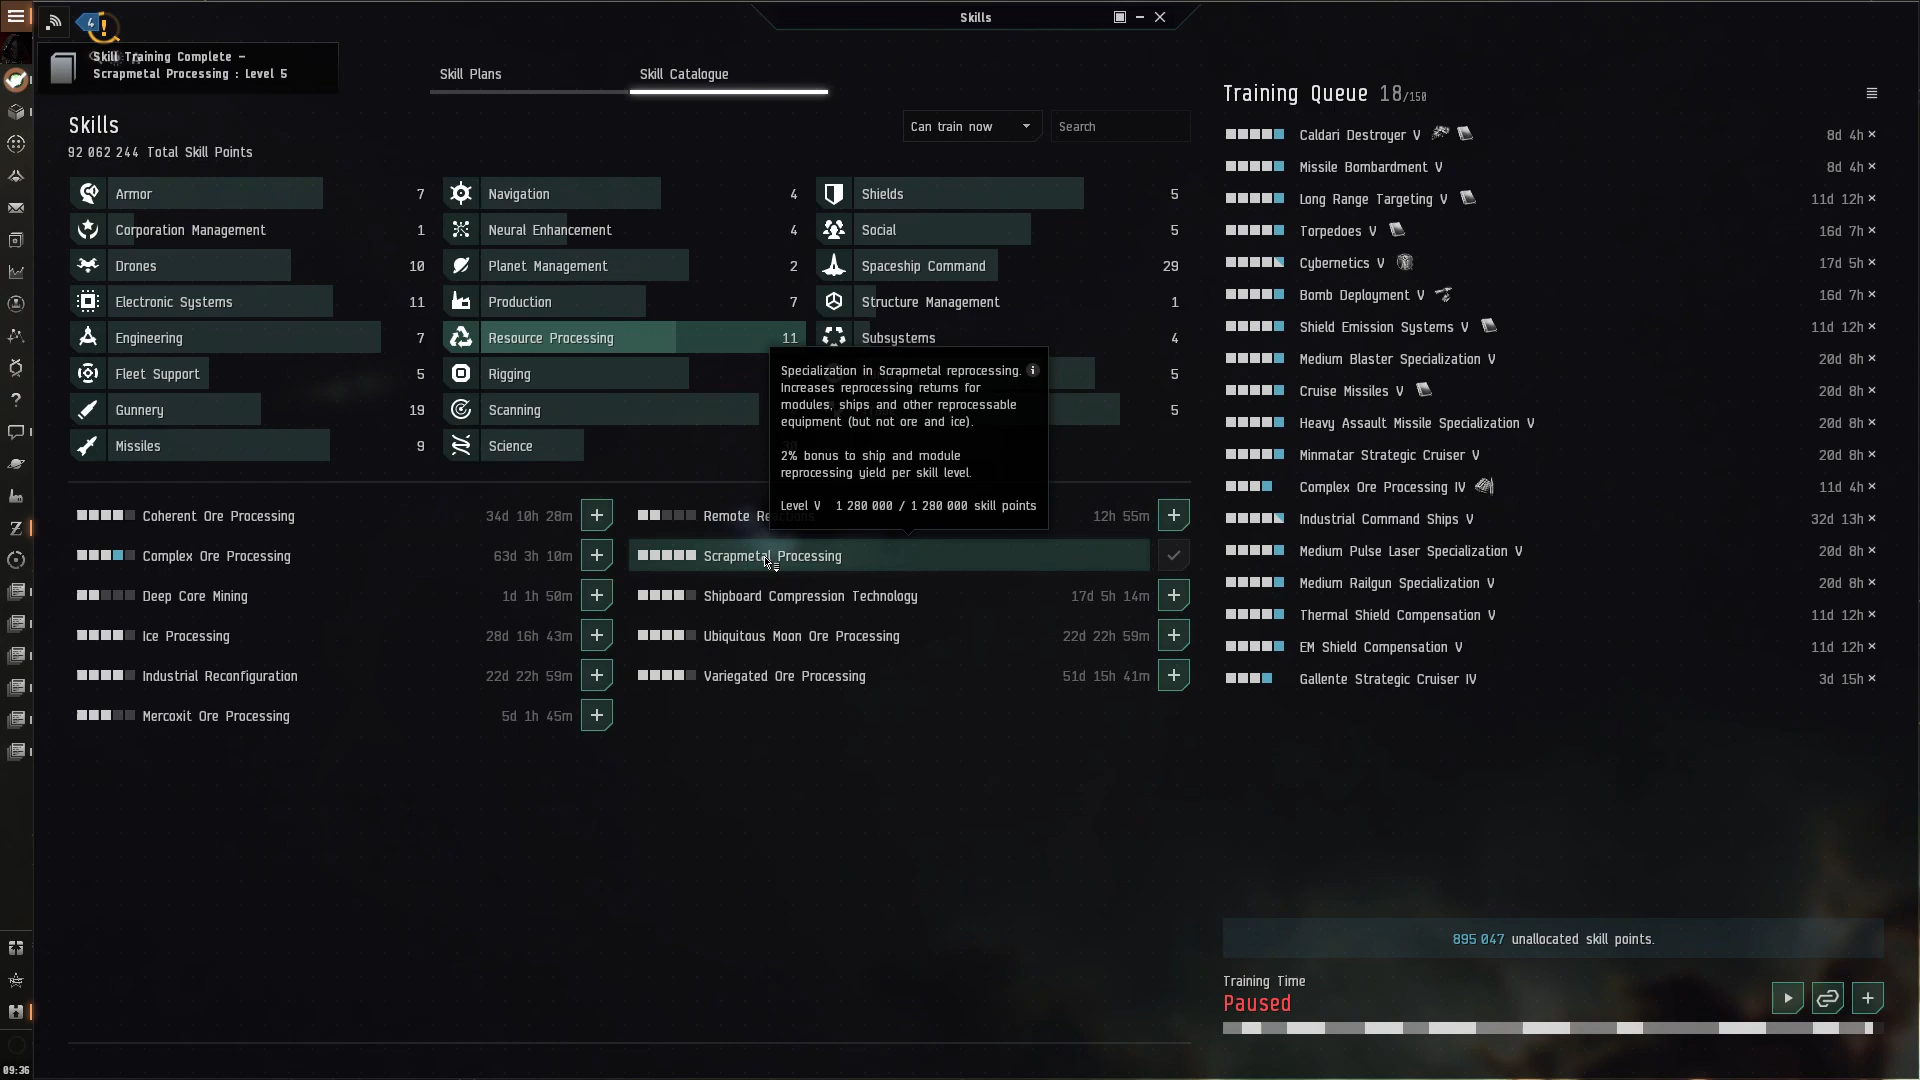 Skills
4
Skill Training Complete –
Scrapmetal Processing : Level 5
Skill Plans
Skill Catalogue
Skills
92 062 244 Total Skill Points
Can train now
Search
Armor 7
Navigation 4
Shields 5
Corporation Management 1
Neural Enhancement 4
Social 5
Drones 10
Planet Management 2
Spaceship Command 29
Electronic Systems 11
Production 7
Structure Management 1
Engineering 7
Resource Processing 11
Subsystems 4
Fleet Support 5
Rigging
5
Gunnery 19
Scanning
5
Missiles 9
Science
Specialization in Scrapmetal reprocessing.
Increases reprocessing returns for
modules, ships and other reprocessable
equipment (but not ore and ice).
2% bonus to ship and module
reprocessing yield per skill level.
Level V 1 280 000 / 1 280 000 skill points
Coherent Ore Processing 34d 10h 28m
Remote Reactions 12h 55m
Complex Ore Processing 63d 3h 10m
Scrapmetal Processing
Deep Core Mining 1d 1h 50m
Shipboard Compression Technology 17d 5h 14m
Ice Processing 28d 16h 43m
Ubiquitous Moon Ore Processing 22d 22h 59m
Industrial Reconfiguration 22d 22h 59m
Variegated Ore Processing 51d 15h 41m
Mercoxit Ore Processing 5d 1h 45m
Training Queue 18/150
Caldari Destroyer V 8d 4h
Missile Bombardment V 8d 4h
Long Range Targeting V 11d 12h
Torpedoes V 16d 7h
Cybernetics V 17d 5h
Bomb Deployment V 16d 7h
Shield Emission Systems V 11d 12h
Medium Blaster Specialization V 20d 8h
Cruise Missiles V 20d 8h
Heavy Assault Missile Specialization V 20d 8h
Minmatar Strategic Cruiser V 20d 8h
Complex Ore Processing IV 11d 4h
Industrial Command Ships V 32d 13h
Medium Pulse Laser Specialization V 20d 8h
Medium Railgun Specialization V 20d 8h
Thermal Shield Compensation V 11d 12h
EM Shield Compensation V 11d 12h
Gallente Strategic Cruiser IV 3d 15h
895 047 unallocated skill points.
Training Time
Paused
09:36